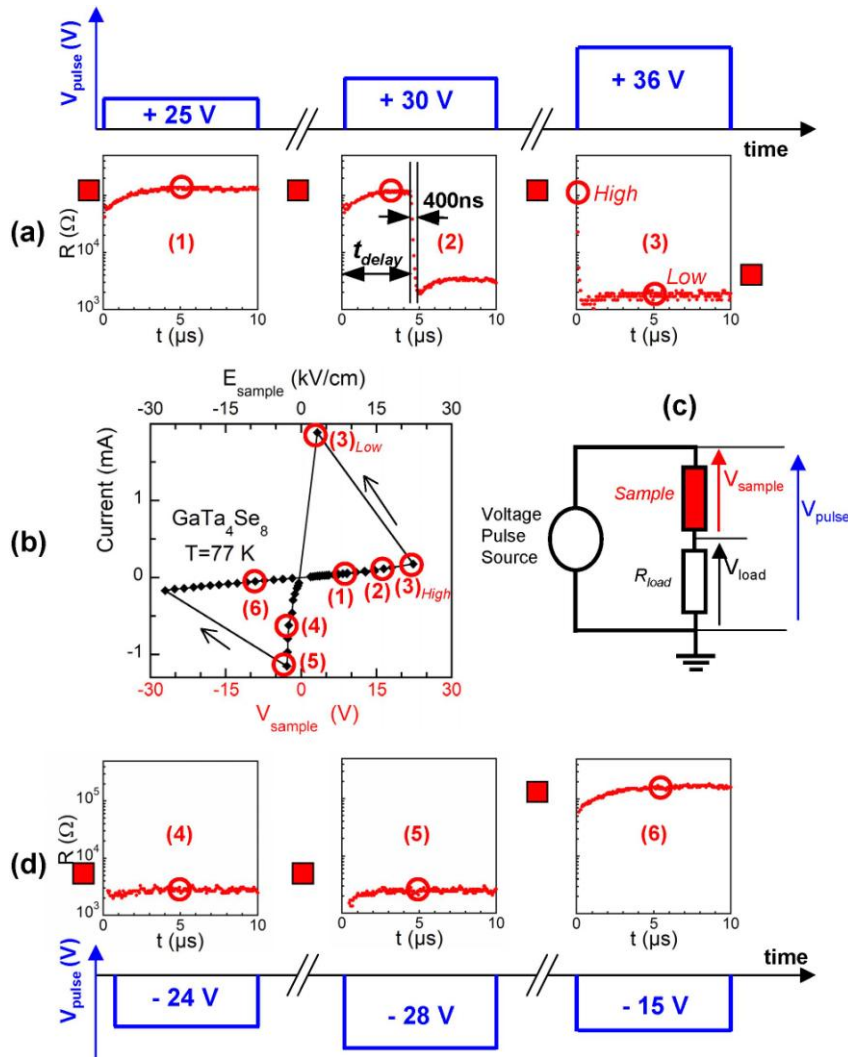 V_pulse (V)
+ 25 V
+ 30 V
+ 36 V
time
(a)
R (Ω)
10^4
10^3
(1)
400ns
t_delay
(2)
High
(3)
Low
0 5 10
0 5 10
0 5 10
t (µs)
t (µs)
t (µs)
E_sample (kV/cm)
-30 -15 0 15 30
(b)
Current (mA)
1
0
-1
GaTa4Se8
T=77 K
(3)Low
(6)
(1)
(2)
(3)High
(4)
(5)
-30 -15 0 15 30
V_sample (V)
(c)
Voltage
Pulse
Source
Sample
R_load
V_sample
V_load
V_pulse
(d)
R (Ω)
10^5
10^4
10^3
(4)
(5)
(6)
0 5 10
0 5 10
0 5 10
t (µs)
t (µs)
t (µs)
V_pulse (V)
time
- 24 V
- 28 V
- 15 V